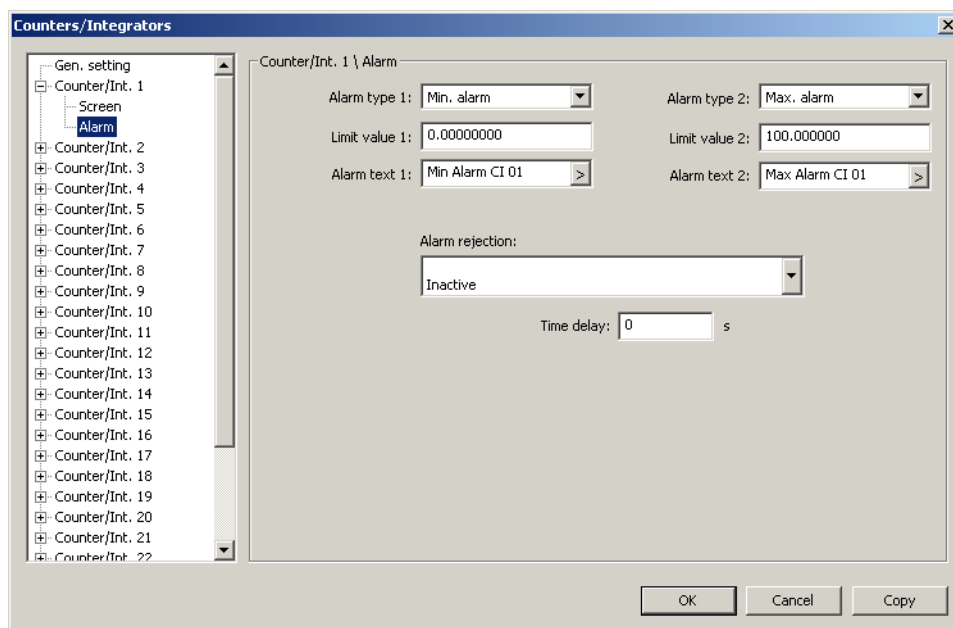 Counters/Integrators
Gen. setting
Counter/Int. 1
Screen
Alarm
Counter/Int. 2
Counter/Int. 3
Counter/Int. 4
Counter/Int. 5
Counter/Int. 6
Counter/Int. 7
Counter/Int. 8
Counter/Int. 9
Counter/Int. 10
Counter/Int. 11
Counter/Int. 12
Counter/Int. 13
Counter/Int. 14
Counter/Int. 15
Counter/Int. 16
Counter/Int. 17
Counter/Int. 18
Counter/Int. 19
Counter/Int. 20
Counter/Int. 21
Counter/Int. 22
Counter/Int. 1 \ Alarm
Alarm type 1: Min. alarm Alarm type 2: Max. alarm
Limit value 1: 0.00000000 Limit value 2: 100.000000
Alarm text 1: Min Alarm CI 01 > Alarm text 2: Max Alarm CI 01 >
Alarm rejection:
Inactive
Time delay: 0 s
OK Cancel Copy